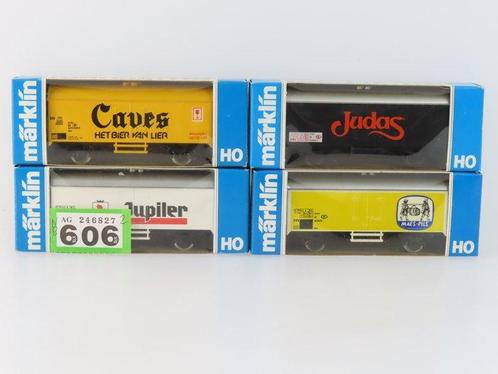 märklin
Caves
HET BIER VAN LIER
HO
märklin
Judas
HO
märklin
Jupiler
HO
AG 246827
606
märklin
MAES-PILS
HO